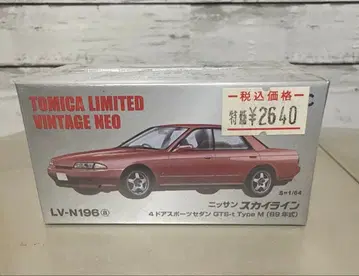 TOMICA LIMITED
VINTAGE NEO
税込価格
特価¥2640
C
S=1/64
LV-N196 a
ニッサン スカイライン
4ドアスポーツセダン GTS-t Type M (89年式)